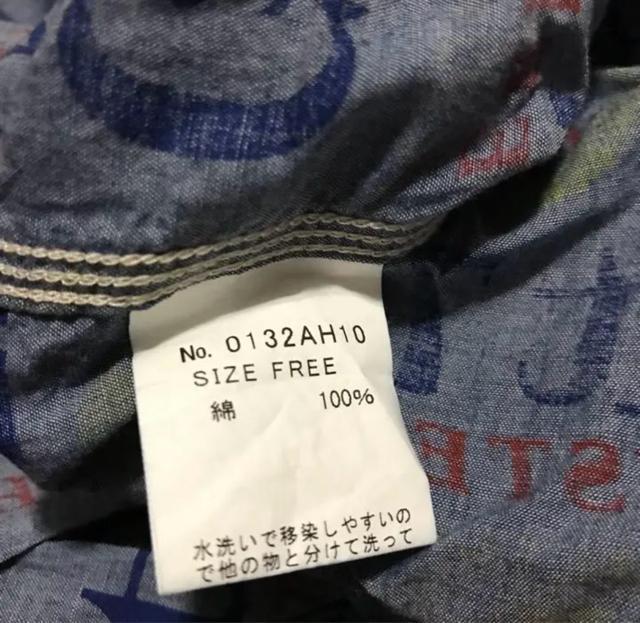 No. 0132AH10
SIZE FREE
綿 100%
水洗いで移染しやすいの
で他の物と分けて洗って
STE